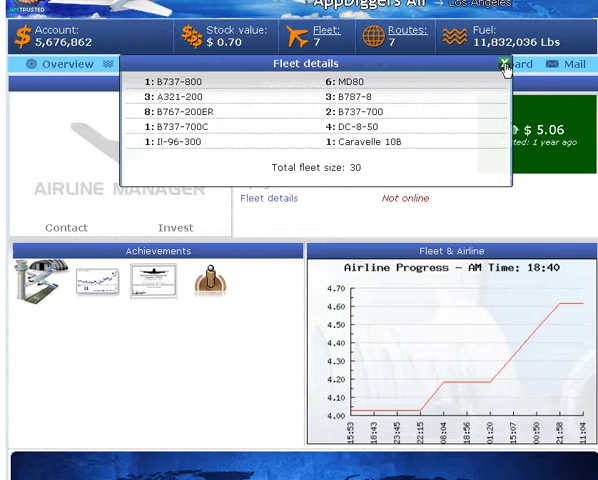 AM TRUSTED
AppDiggers Air → Los Angeles
Account:
5,676,862
Stock value:
$ 0.70
Fleet:
7
Routes:
7
Fuel:
11,832,036 Lbs
Overview
Mail
Fleet details
1: B737-800
6: MD80
3: A321-200
3: B787-8
8: B767-200ER
2: B737-700
1: B737-700C
4: DC-8-50
1: Il-96-300
1: Caravelle 10B
Total fleet size: 30
$ 5.06
1 year ago
AIRLINE MANAGER
Fleet details
Not online
Contact
Invest
Achievements
Fleet & Airline
Airline Progress - AM Time: 18:40
4.70
4.60
4.50
4.40
4.30
4.20
4.10
4.00
15:53
18:43
23:45
22:15
08:04
18:56
01:20
15:07
00:50
21:58
11:04